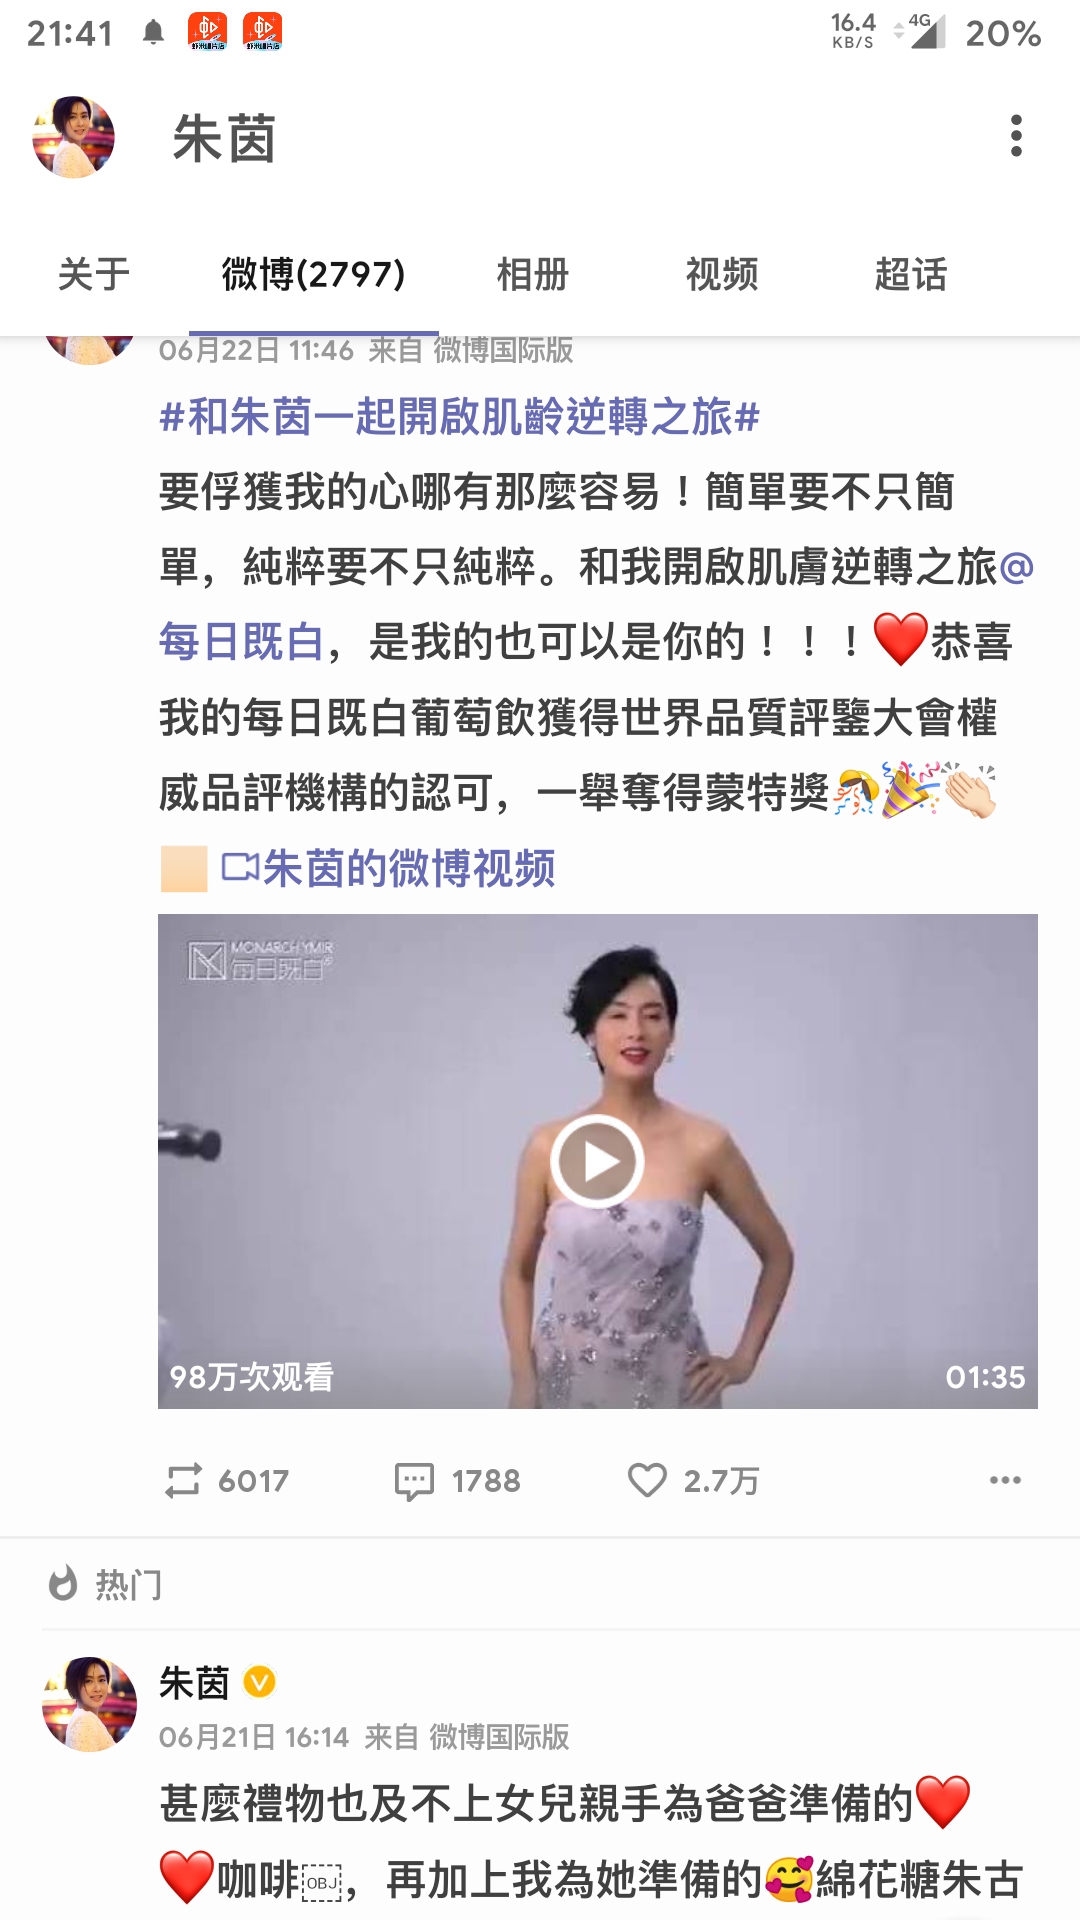 21:41
16.4
KB/S
4G
20%
朱茵
关于
微博(2797)
相册
视频
超话
06月22日 11:46 来自 微博国际版
#和朱茵一起開啟肌齡逆轉之旅#
要俘獲我的心哪有那麼容易！簡單要不只簡
單，純粹要不只純粹。和我開啟肌膚逆轉之旅@
每日既白，是我的也可以是你的！！！❤️恭喜
我的每日既白葡萄飲獲得世界品質評鑒大會權
威品評機構的認可，一舉奪得蒙特獎🎊🎉👏🏻
朱茵的微博视频
MONARCHYMIR
每日既白®
98万次观看
01:35
6017
1788
2.7万
热门
朱茵
06月21日 16:14 来自 微博国际版
甚麼禮物也及不上女兒親手為爸爸準備的❤️
❤️咖啡OBJ，再加上我為她準備的🥰綿花糖朱古